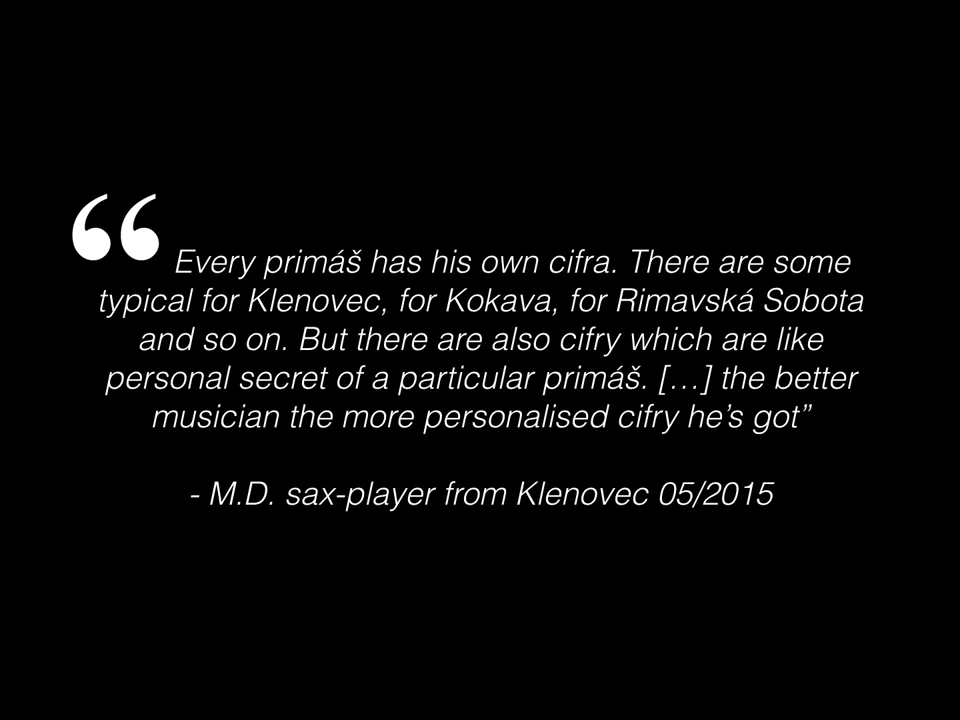 “Every primáš has his own cifra. There are some
typical for Klenovec, for Kokava, for Rimavská Sobota
and so on. But there are also cifry which are like
personal secret of a particular primáš. […] the better
musician the more personalised cifry he’s got”
- M.D. sax-player from Klenovec 05/2015